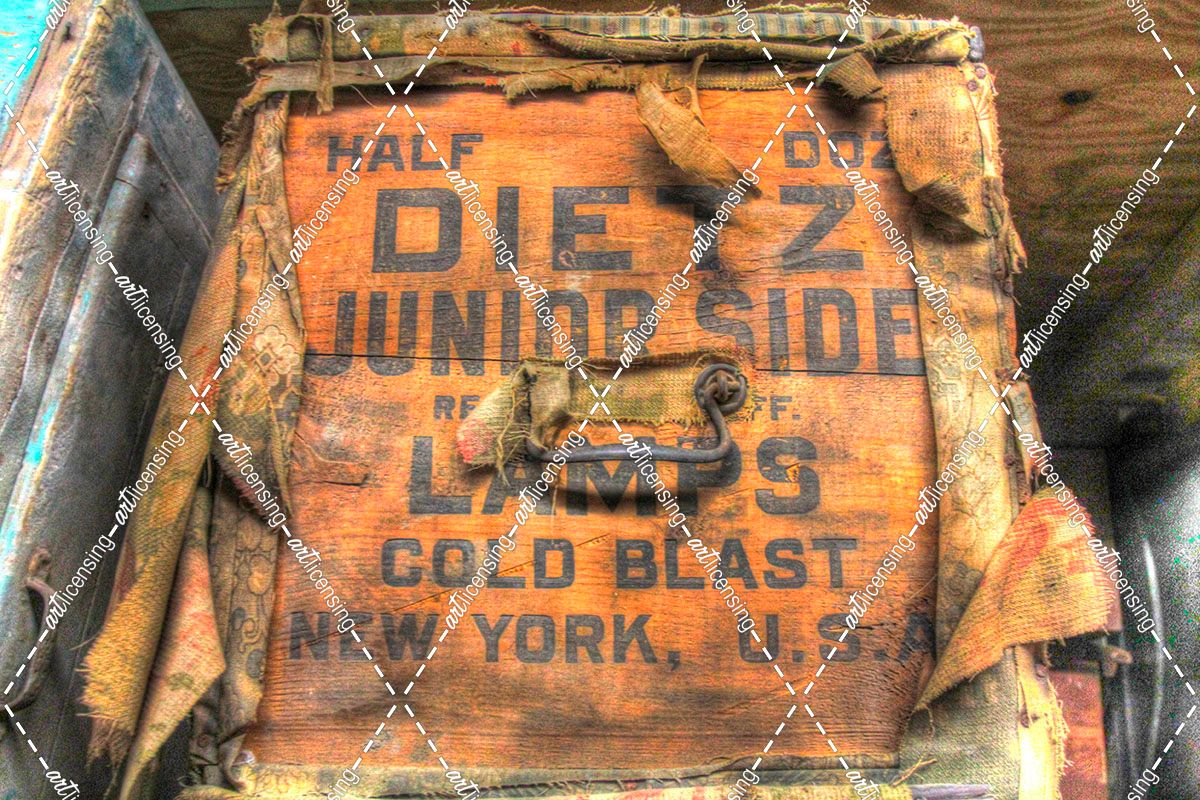 HALF DOZ
DIETZ
JUNIOR SIDE
LAMPS
COLD BLAST
NEW YORK, U.S.A
artlicensing